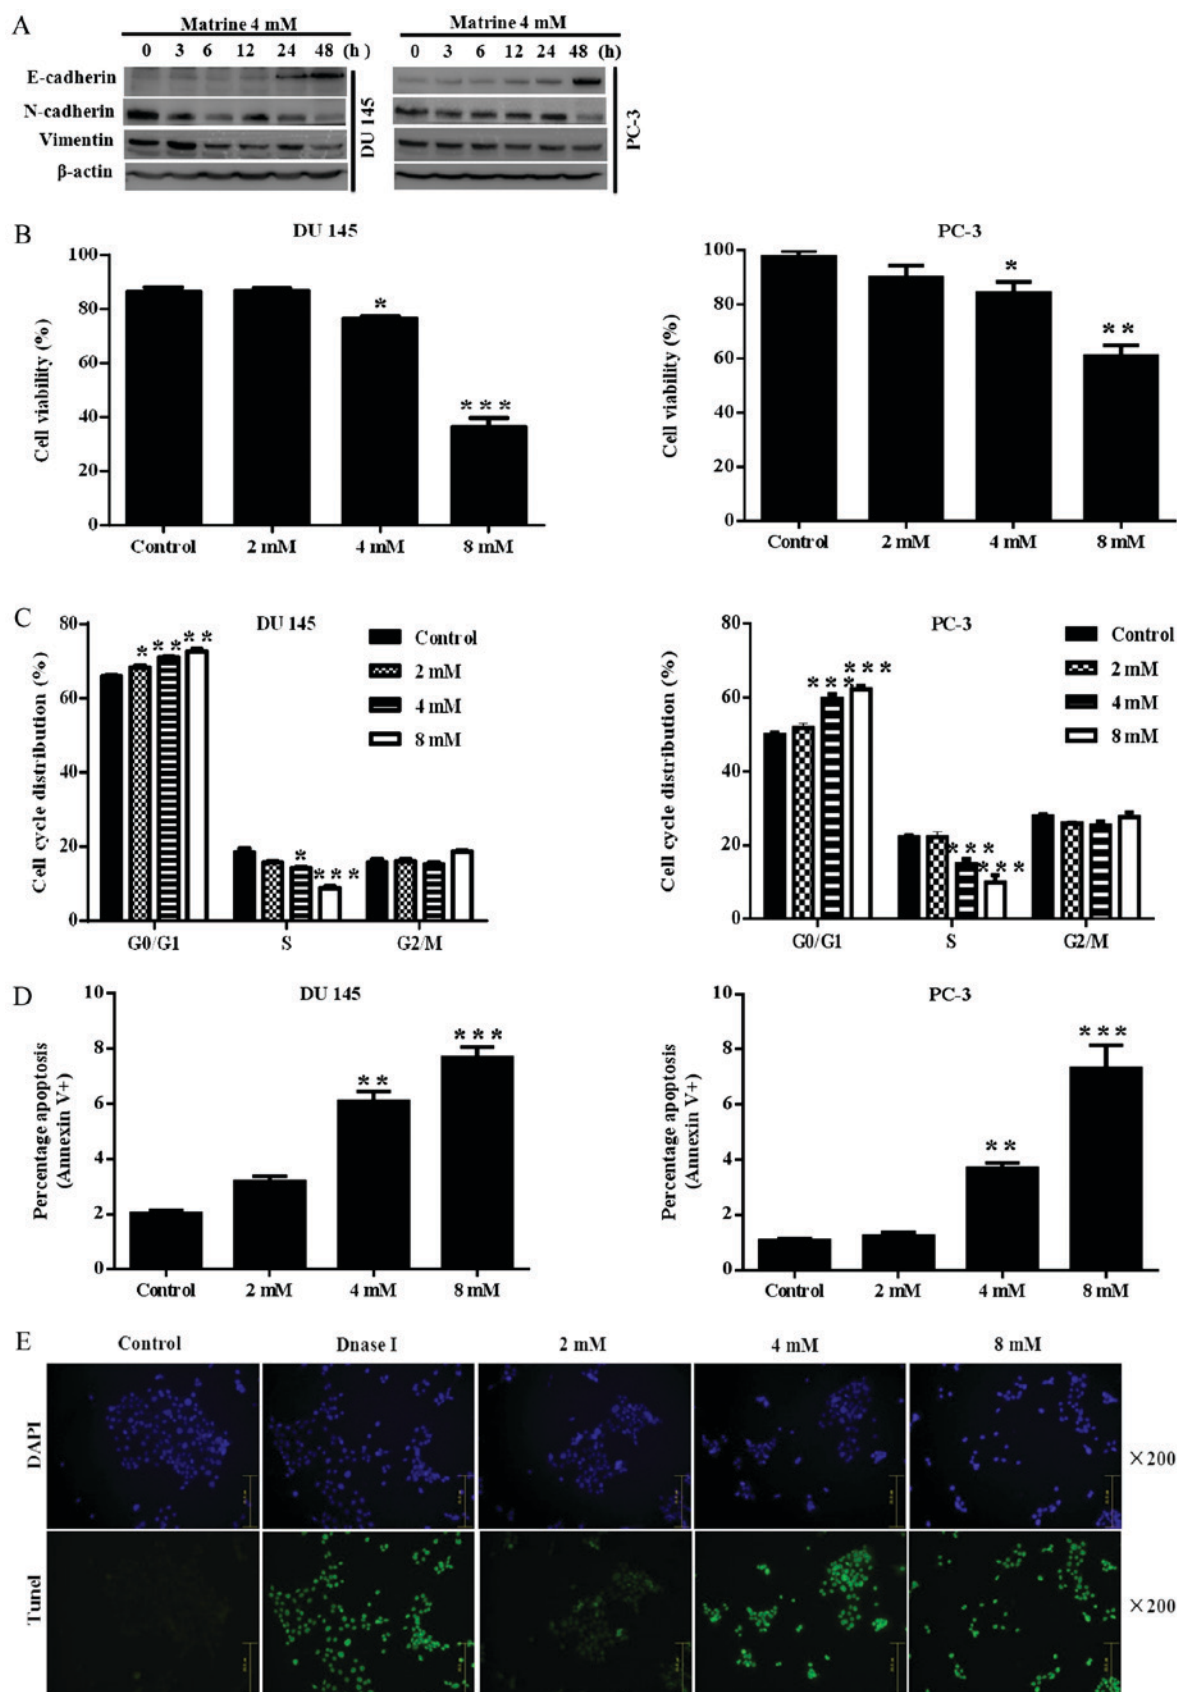 A
Matrine 4 mM
0 3 6 12 24 48 (h)
Matrine 4 mM
0 3 6 12 24 48 (h)
E-cadherin
N-cadherin
Vimentin
β-actin
DU 145
PC-3
B
DU 145
Cell viability (%)
100
80
60
40
20
0
*
***
Control 2 mM 4 mM 8 mM
PC-3
Cell viability (%)
100
80
60
40
20
0
*
**
Control 2 mM 4 mM 8 mM
C
DU 145
Cell cycle distribution (%)
80
60
40
20
0
* ** **
* ***
Control
2 mM
4 mM
8 mM
G0/G1 S G2/M
PC-3
Cell cycle distribution (%)
80
60
40
20
0
*** ***
*** ***
Control
2 mM
4 mM
8 mM
G0/G1 S G2/M
D
DU 145
Percentage apoptosis
(Annexin V+)
10
8
6
4
2
0
**
***
Control 2 mM 4 mM 8 mM
PC-3
Percentage apoptosis
(Annexin V+)
10
8
6
4
2
0
**
***
Control 2 mM 4 mM 8 mM
E
Control Dnase I 2 mM 4 mM 8 mM
DAPI
×200
Tunel
×200